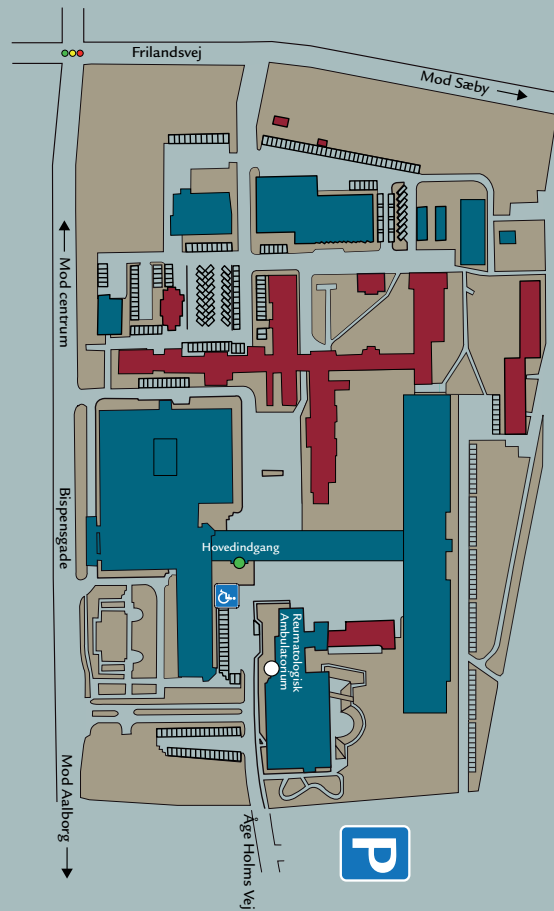 Frilandsvej
Mod Sæby
Mod centrum
Bispensgade
Hovedindgang
Reumatologisk
Ambulatorium
Mod Aalborg
Åge Holms Vej
P